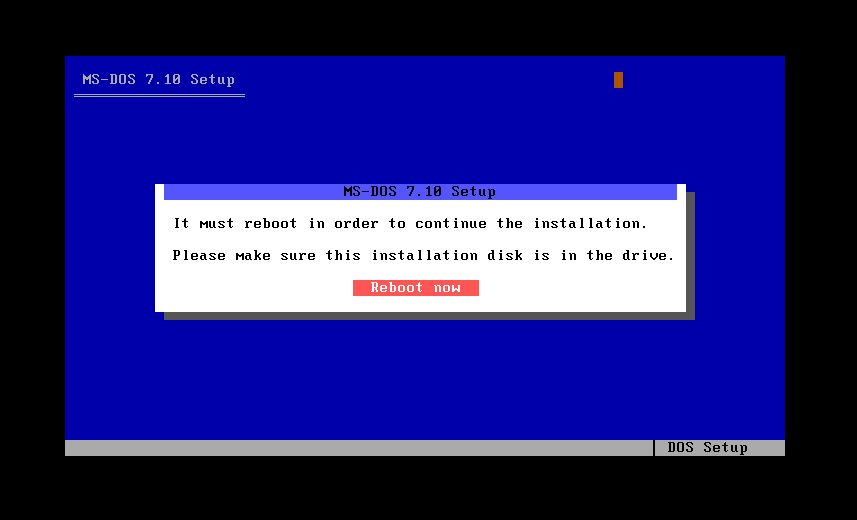 MS-DOS 7.10 Setup
MS-DOS 7.10 Setup
It must reboot in order to continue the installation.
Please make sure this installation disk is in the drive.
Reboot now
DOS Setup